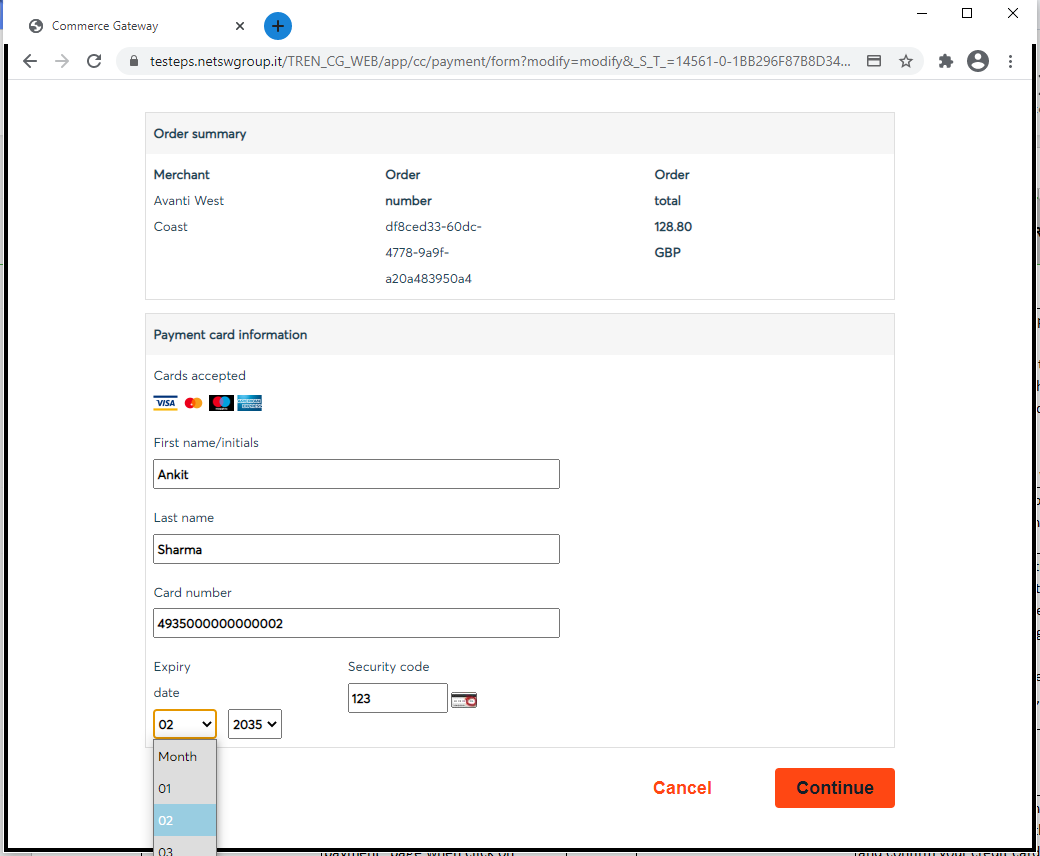 Commerce Gateway
testeps.netswgroup.it/TREN_CG_WEB/app/cc/payment/form?modify=modify&_S_T_=14561-0-1BB296F87B8D34...
Order summary
Merchant
Avanti West
Coast
Order
number
df8ced33-60dc-
4778-9a9f-
a20a483950a4
Order
total
128.80
GBP
Payment card information
Cards accepted
VISA
First name/initials
Ankit
Last name
Sharma
Card number
4935000000000002
Expiry
date
02
2035
Security code
123
Month
01
02
03
Cancel
Continue